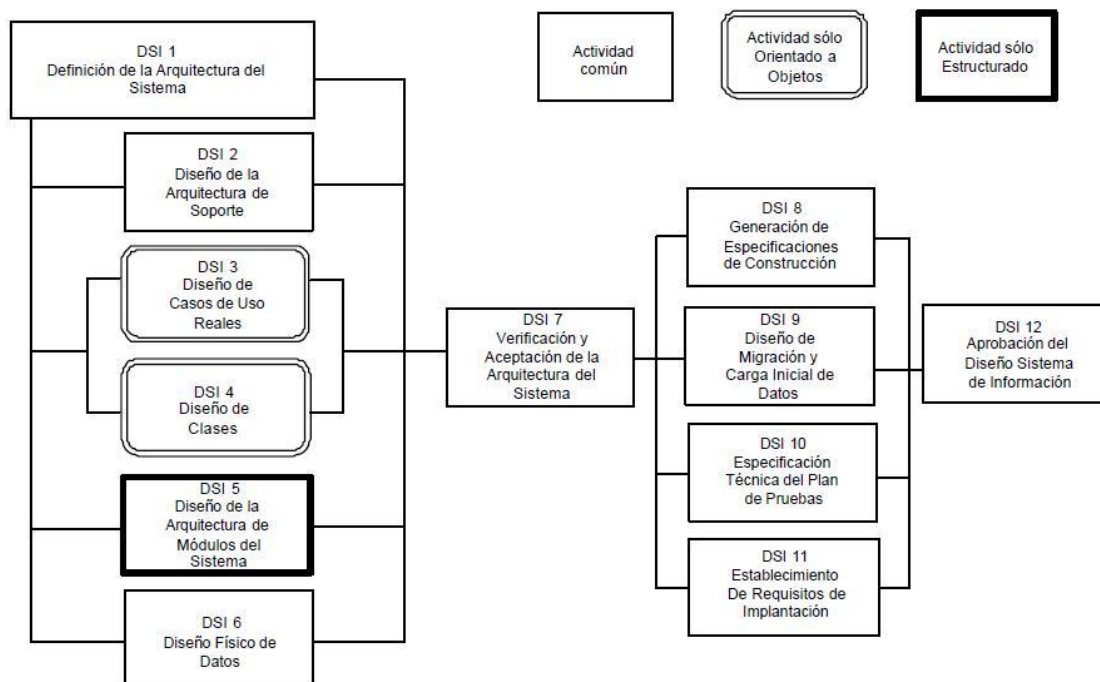 DSI 1
Definición de la Arquitectura del
Sistema
Actividad
común
Actividad sólo
Orientado a
Objetos
Actividad sólo
Estructurado
DSI 2
Diseño de la
Arquitectura de
Soporte
DSI 3
Diseño de
Casos de Uso
Reales
DSI 4
Diseño de
Clases
DSI 5
Diseño de la
Arquitectura de
Módulos del
Sistema
DSI 6
Diseño Físico de
Datos
DSI 7
Verificación y
Aceptación de la
Arquitectura del
Sistema
DSI 8
Generación de
Especificaciones
de Construcción
DSI 9
Diseño de
Migración y
Carga Inicial de
Datos
DSI 10
Especificación
Técnica del Plan
de Pruebas
DSI 11
Establecimiento
De Requisitos de
Implantación
DSI 12
Aprobación del
Diseño Sistema
de Información